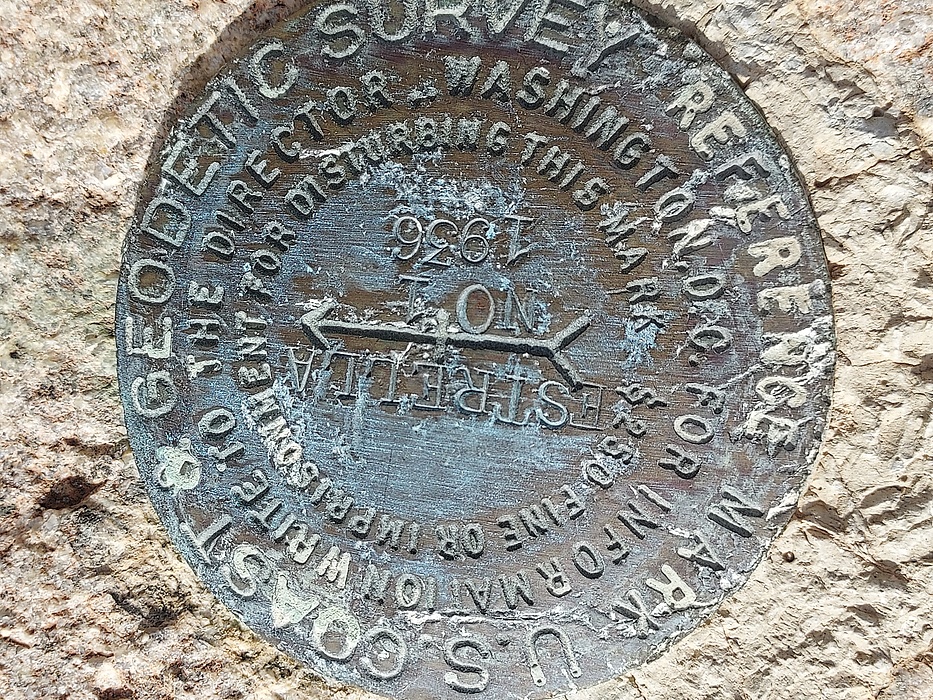 U.S. COAST & GEODETIC SURVEY REFERENCE MARK
FOR INFORMATION WRITE TO THE DIRECTOR, WASHINGTON, D.C.
$250 FINE OR IMPRISONMENT FOR DISTURBING THIS MARK
ESTRELLA
NO 1
1936